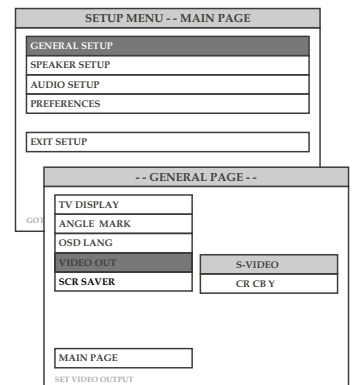 SETUP MENU - - MAIN PAGE
GENERAL SETUP
SPEAKER SETUP
AUDIO SETUP
PREFERENCES
EXIT SETUP
GOT
- - GENERAL PAGE - -
TV DISPLAY
ANGLE MARK
OSD LANG
VIDEO OUT
S-VIDEO
SCR SAVER
CR CB Y
MAIN PAGE
SET VIDEO OUTPUT